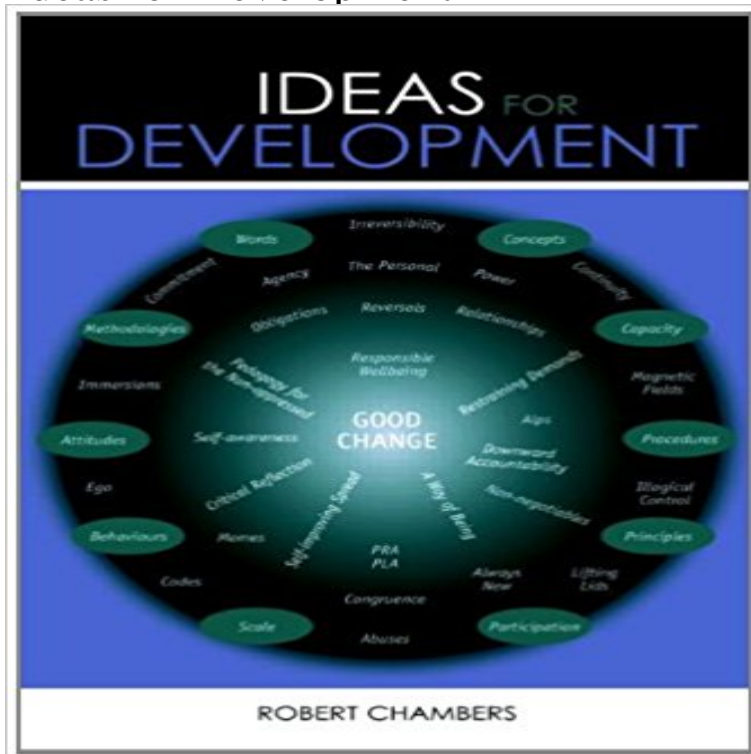 IDEAS FOR
DEVELOPMENT
Irreversibility
Words
Concepts
Commitment
Agency
The Personal
Power
Continuity
Obligations
Reversals
Relationships
Methodologies
Capacity
Responsible
Wellbeing
Pedagogy for
the Non-oppressed
Restraining Demands
Immersions
Magnetic
Fields
GOOD
CHANGE
Aips
Attitudes
Self-awareness
Downward
Accountability
Procedures
Critical Reflection
Non-negotiables
Ego
Illogical
Control
Self-improving Spread
A Way of Being
Behaviours
Memes
Principles
PRA
PLA
Codes
Always
New
Lifting
Lids
Congruence
Scale
Participation
Abuses
ROBERT CHAMBERS